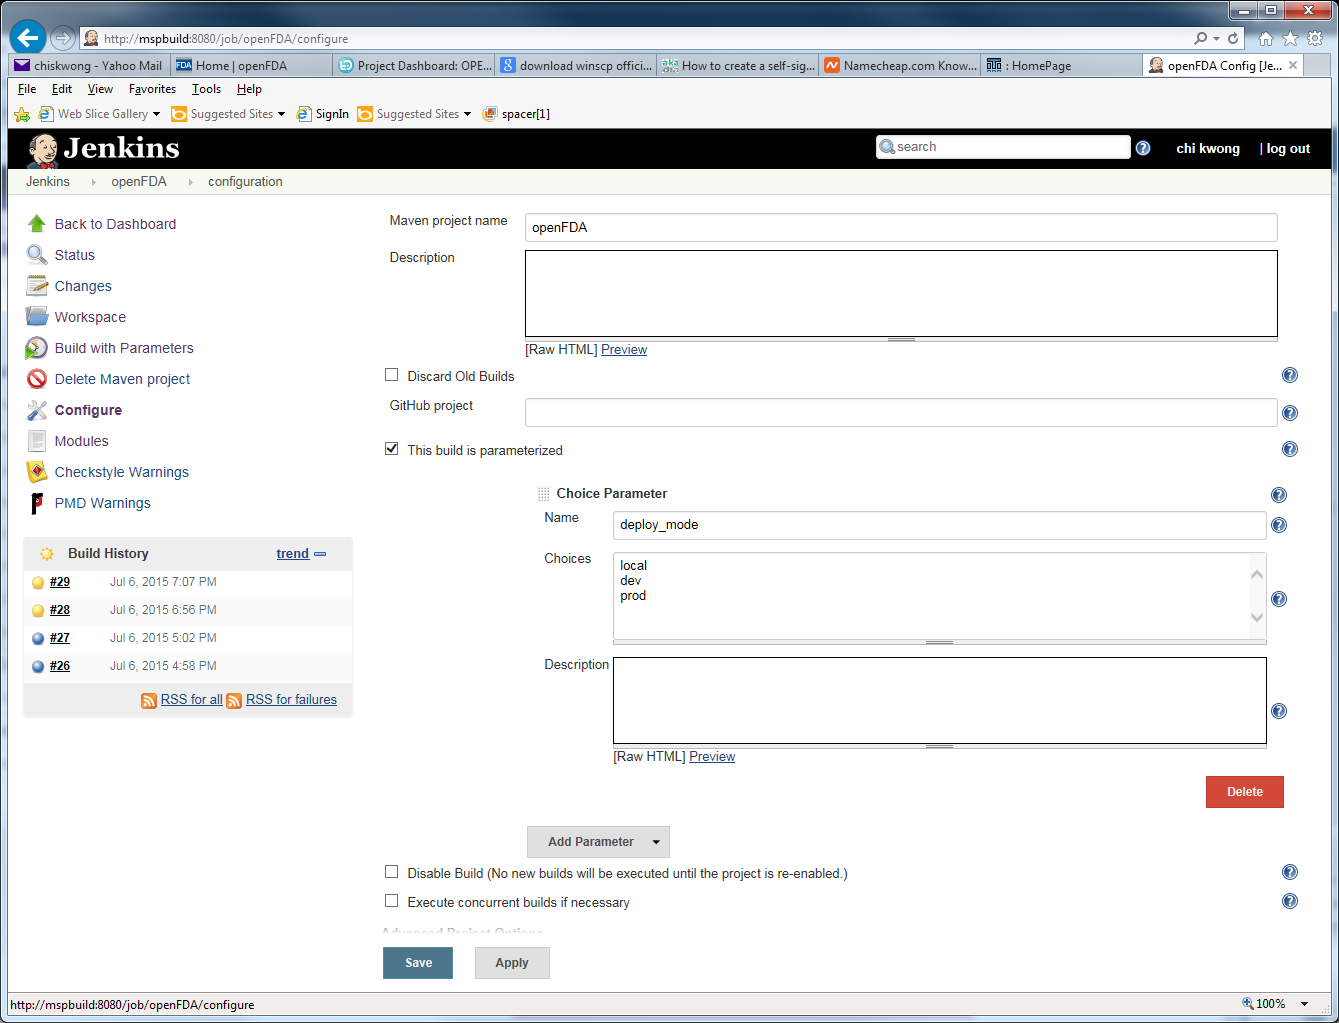 http://mspbuild:8080/job/openFDA/configure
chiskwong - Yahoo Mail
Home | openFDA
Project Dashboard: OPE...
download winscp offici...
How to create a self-sig...
Namecheap.com Know...
: HomePage
openFDA Config [Je...
File Edit View Favorites Tools Help
Web Slice Gallery Suggested Sites SignIn Suggested Sites spacer[1]
Jenkins
search
chi kwong | log out
Jenkins openFDA configuration
Back to Dashboard
Status
Changes
Workspace
Build with Parameters
Delete Maven project
Configure
Modules
Checkstyle Warnings
PMD Warnings
Build History trend
#29 Jul 6, 2015 7:07 PM
#28 Jul 6, 2015 6:56 PM
#27 Jul 6, 2015 5:02 PM
#26 Jul 6, 2015 4:58 PM
RSS for all RSS for failures
Maven project name openFDA
Description
[Raw HTML] Preview
Discard Old Builds
GitHub project
This build is parameterized
Choice Parameter
Name deploy_mode
Choices
local
dev
prod
Description
[Raw HTML] Preview
Delete
Add Parameter
Disable Build (No new builds will be executed until the project is re-enabled.)
Execute concurrent builds if necessary
Advanced Project Options
Save Apply
http://mspbuild:8080/job/openFDA/configure
100%